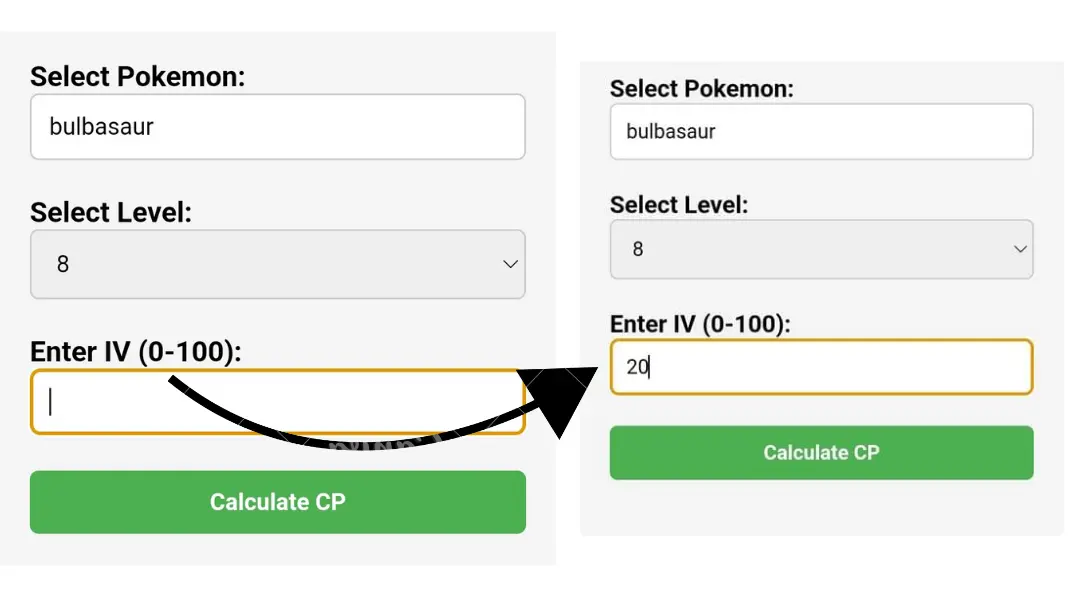 Select Pokemon:
bulbasaur
Select Level:
8
Enter IV (0-100):
Calculate CP
Select Pokemon:
bulbasaur
Select Level:
8
Enter IV (0-100):
20
Calculate CP